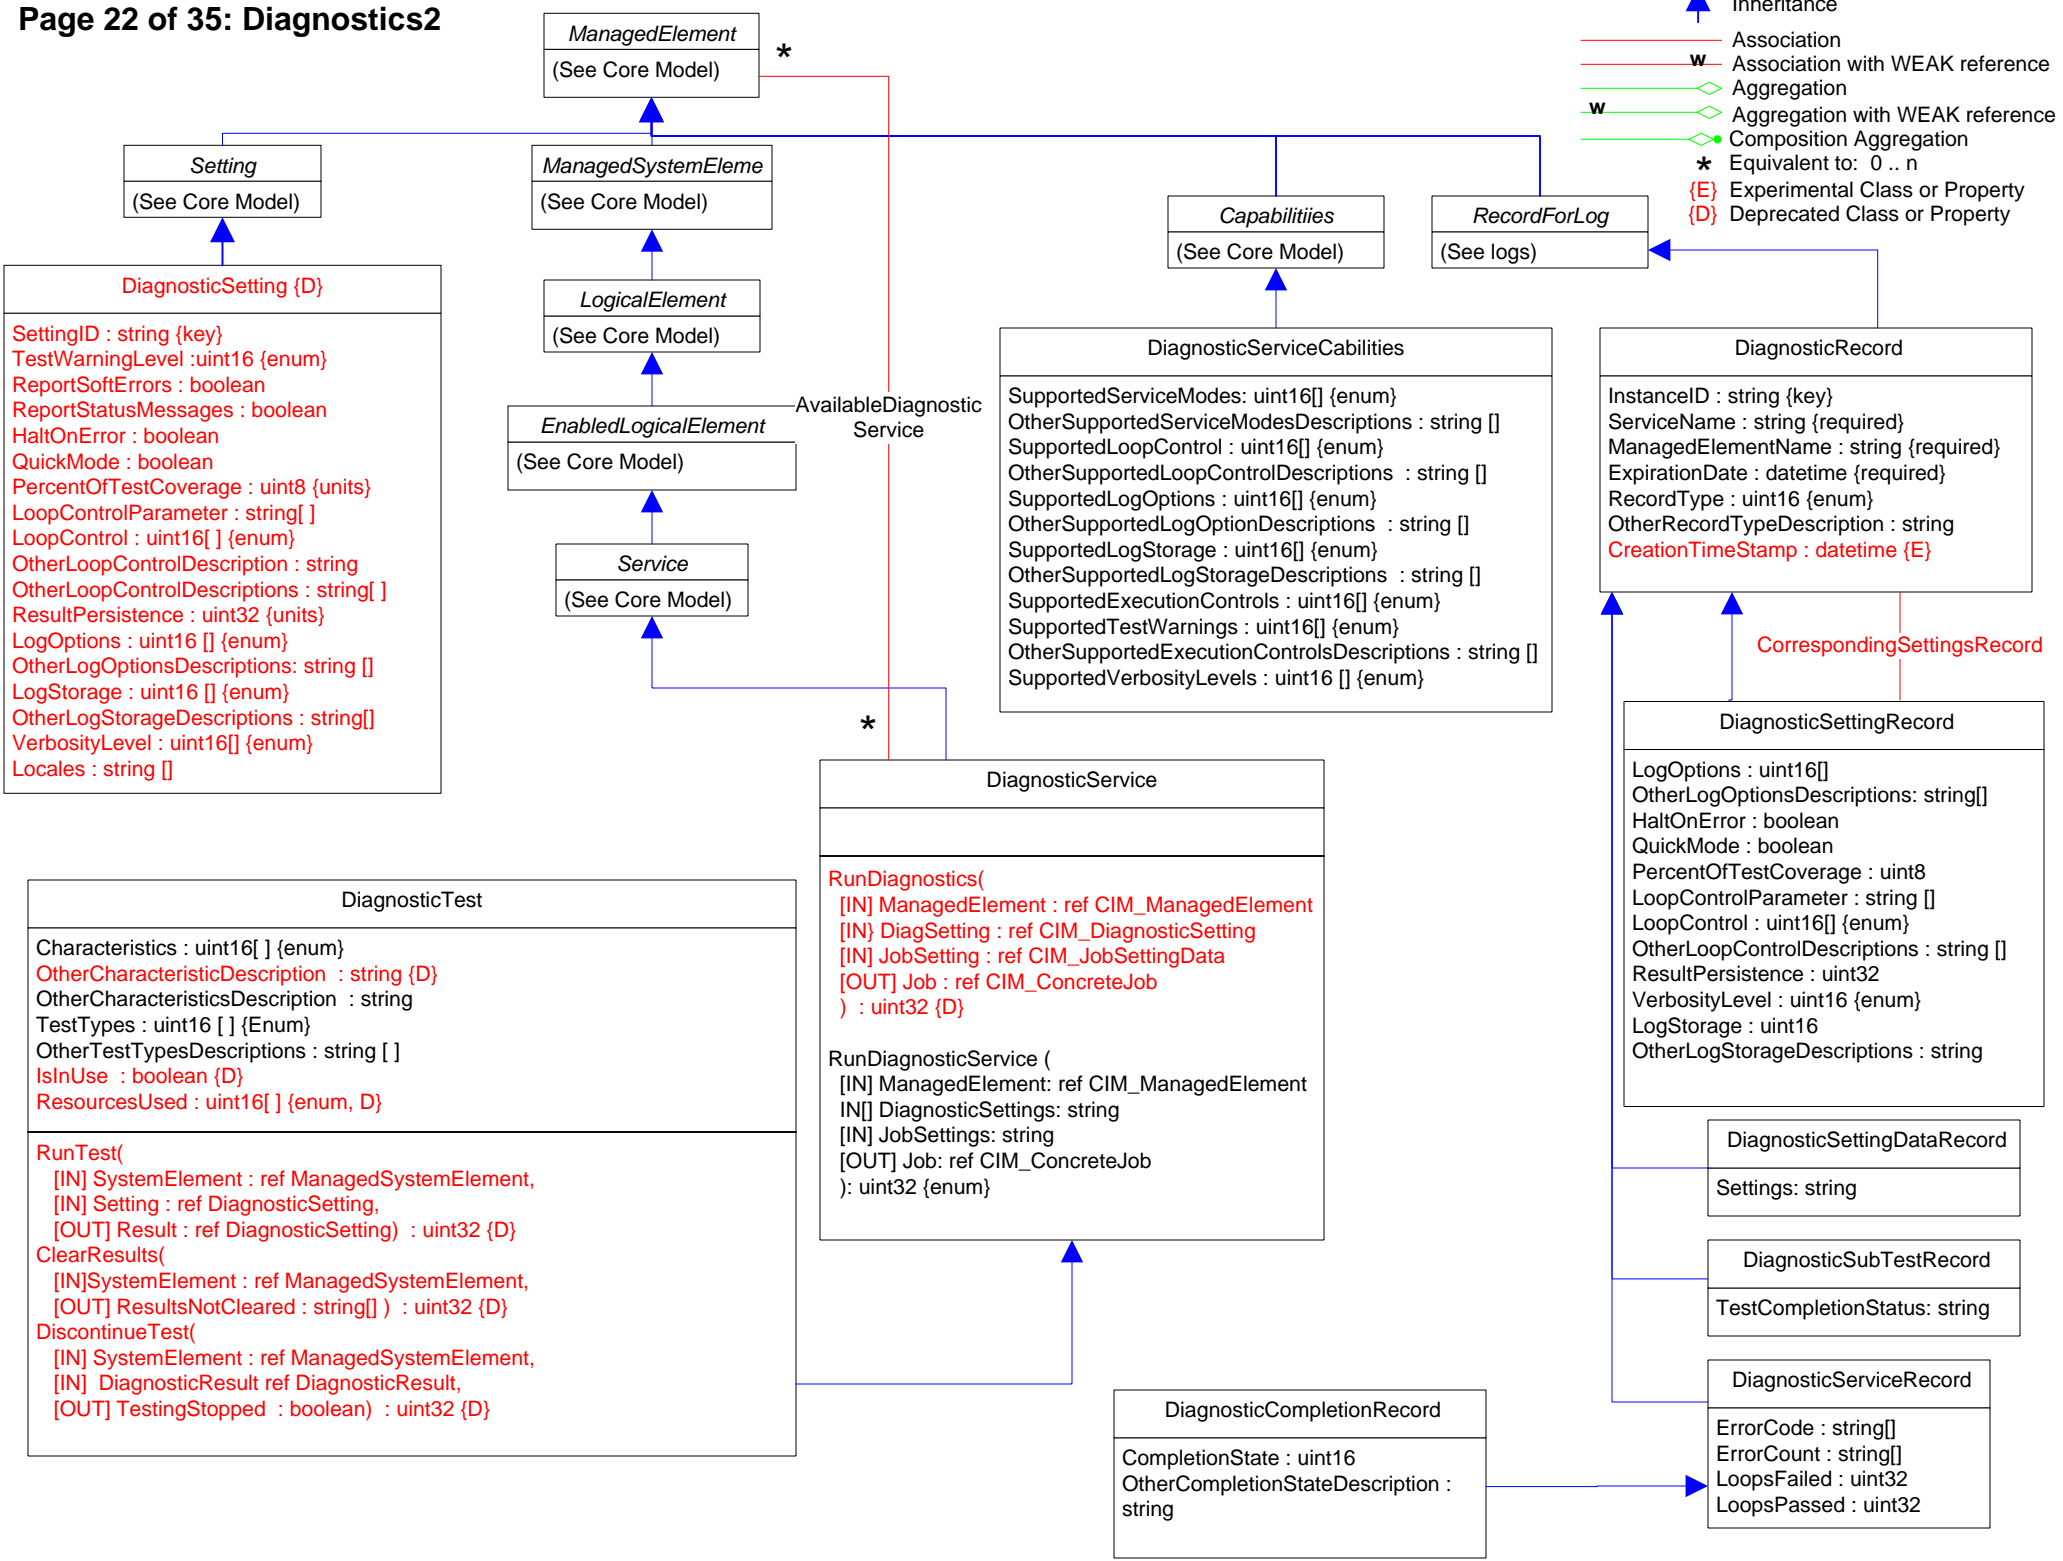 Page 22 of 35: Diagnostics2
Inheritance
Association
w
Association with WEAK reference
Aggregation
w
Aggregation with WEAK reference
Composition Aggregation
* Equivalent to: 0 .. n
{E} Experimental Class or Property
{D} Deprecated Class or Property
ManagedElement
(See Core Model)
*
Setting
(See Core Model)
ManagedSystemEleme
(See Core Model)
Capabilitiies
(See Core Model)
RecordForLog
(See logs)
LogicalElement
(See Core Model)
EnabledLogicalElement
(See Core Model)
Service
(See Core Model)
AvailableDiagnostic
Service
*
DiagnosticSetting {D}
SettingID : string {key}
TestWarningLevel :uint16 {enum}
ReportSoftErrors : boolean
ReportStatusMessages : boolean
HaltOnError : boolean
QuickMode : boolean
PercentOfTestCoverage : uint8 {units}
LoopControlParameter : string[ ]
LoopControl : uint16[ ] {enum}
OtherLoopControlDescription : string
OtherLoopControlDescriptions : string[ ]
ResultPersistence : uint32 {units}
LogOptions : uint16 [] {enum}
OtherLogOptionsDescriptions: string []
LogStorage : uint16 [] {enum}
OtherLogStorageDescriptions : string[]
VerbosityLevel : uint16[] {enum}
Locales : string []
DiagnosticServiceCabilities
SupportedServiceModes: uint16[] {enum}
OtherSupportedServiceModesDescriptions : string []
SupportedLoopControl : uint16[] {enum}
OtherSupportedLoopControlDescriptions : string []
SupportedLogOptions : uint16[] {enum}
OtherSupportedLogOptionDescriptions : string []
SupportedLogStorage : uint16[] {enum}
OtherSupportedLogStorageDescriptions : string []
SupportedExecutionControls : uint16[] {enum}
SupportedTestWarnings : uint16[] {enum}
OtherSupportedExecutionControlsDescriptions : string []
SupportedVerbosityLevels : uint16 [] {enum}
DiagnosticRecord
InstanceID : string {key}
ServiceName : string {required}
ManagedElementName : string {required}
ExpirationDate : datetime {required}
RecordType : uint16 {enum}
OtherRecordTypeDescription : string
CreationTimeStamp : datetime {E}
CorrespondingSettingsRecord
DiagnosticSettingRecord
LogOptions : uint16[]
OtherLogOptionsDescriptions: string[]
HaltOnError : boolean
QuickMode : boolean
PercentOfTestCoverage : uint8
LoopControlParameter : string []
LoopControl : uint16[] {enum}
OtherLoopControlDescriptions : string []
ResultPersistence : uint32
VerbosityLevel : uint16 {enum}
LogStorage : uint16
OtherLogStorageDescriptions : string
DiagnosticService
RunDiagnostics(
[IN] ManagedElement : ref CIM_ManagedElement
[IN} DiagSetting : ref CIM_DiagnosticSetting
[IN] JobSetting : ref CIM_JobSettingData
[OUT] Job : ref CIM_ConcreteJob
) : uint32 {D}
RunDiagnosticService (
[IN] ManagedElement: ref CIM_ManagedElement
IN[] DiagnosticSettings: string
[IN] JobSettings: string
[OUT] Job: ref CIM_ConcreteJob
): uint32 {enum}
DiagnosticTest
Characteristics : uint16[ ] {enum}
OtherCharacteristicDescription : string {D}
OtherCharacteristicsDescription : string
TestTypes : uint16 [ ] {Enum}
OtherTestTypesDescriptions : string [ ]
IsInUse : boolean {D}
ResourcesUsed : uint16[ ] {enum, D}
RunTest(
[IN] SystemElement : ref ManagedSystemElement,
[IN] Setting : ref DiagnosticSetting,
[OUT] Result : ref DiagnosticSetting) : uint32 {D}
ClearResults(
[IN]SystemElement : ref ManagedSystemElement,
[OUT] ResultsNotCleared : string[] ) : uint32 {D}
DiscontinueTest(
[IN] SystemElement : ref ManagedSystemElement,
[IN] DiagnosticResult ref DiagnosticResult,
[OUT] TestingStopped : boolean) : uint32 {D}
DiagnosticSettingDataRecord
Settings: string
DiagnosticSubTestRecord
TestCompletionStatus: string
DiagnosticServiceRecord
ErrorCode : string[]
ErrorCount : string[]
LoopsFailed : uint32
LoopsPassed : uint32
DiagnosticCompletionRecord
CompletionState : uint16
OtherCompletionStateDescription :
string